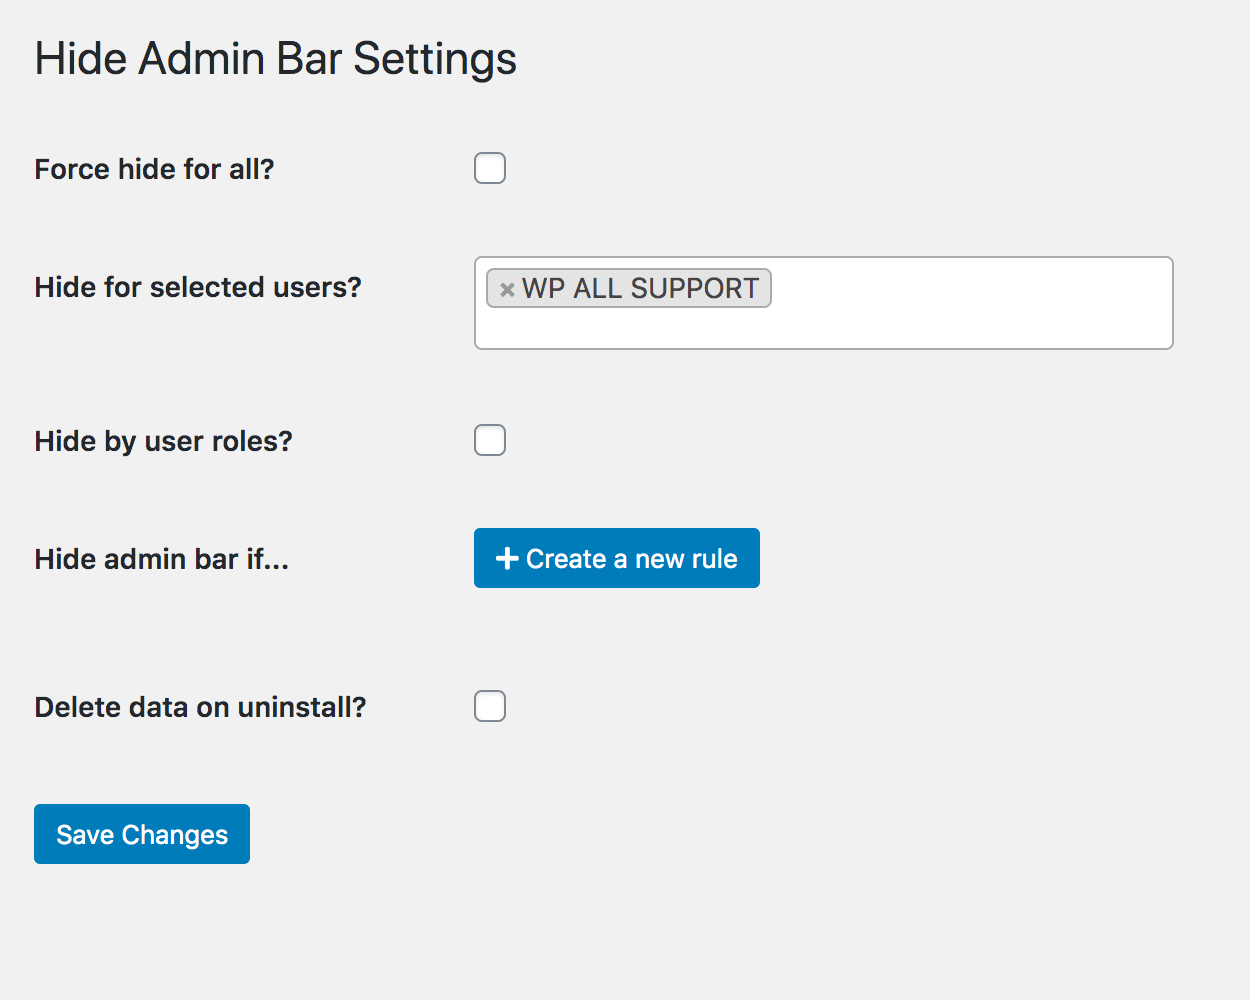 Hide Admin Bar Settings
Force hide for all?
Hide for selected users?
× WP ALL SUPPORT
Hide by user roles?
Hide admin bar if...
+ Create a new rule
Delete data on uninstall?
Save Changes